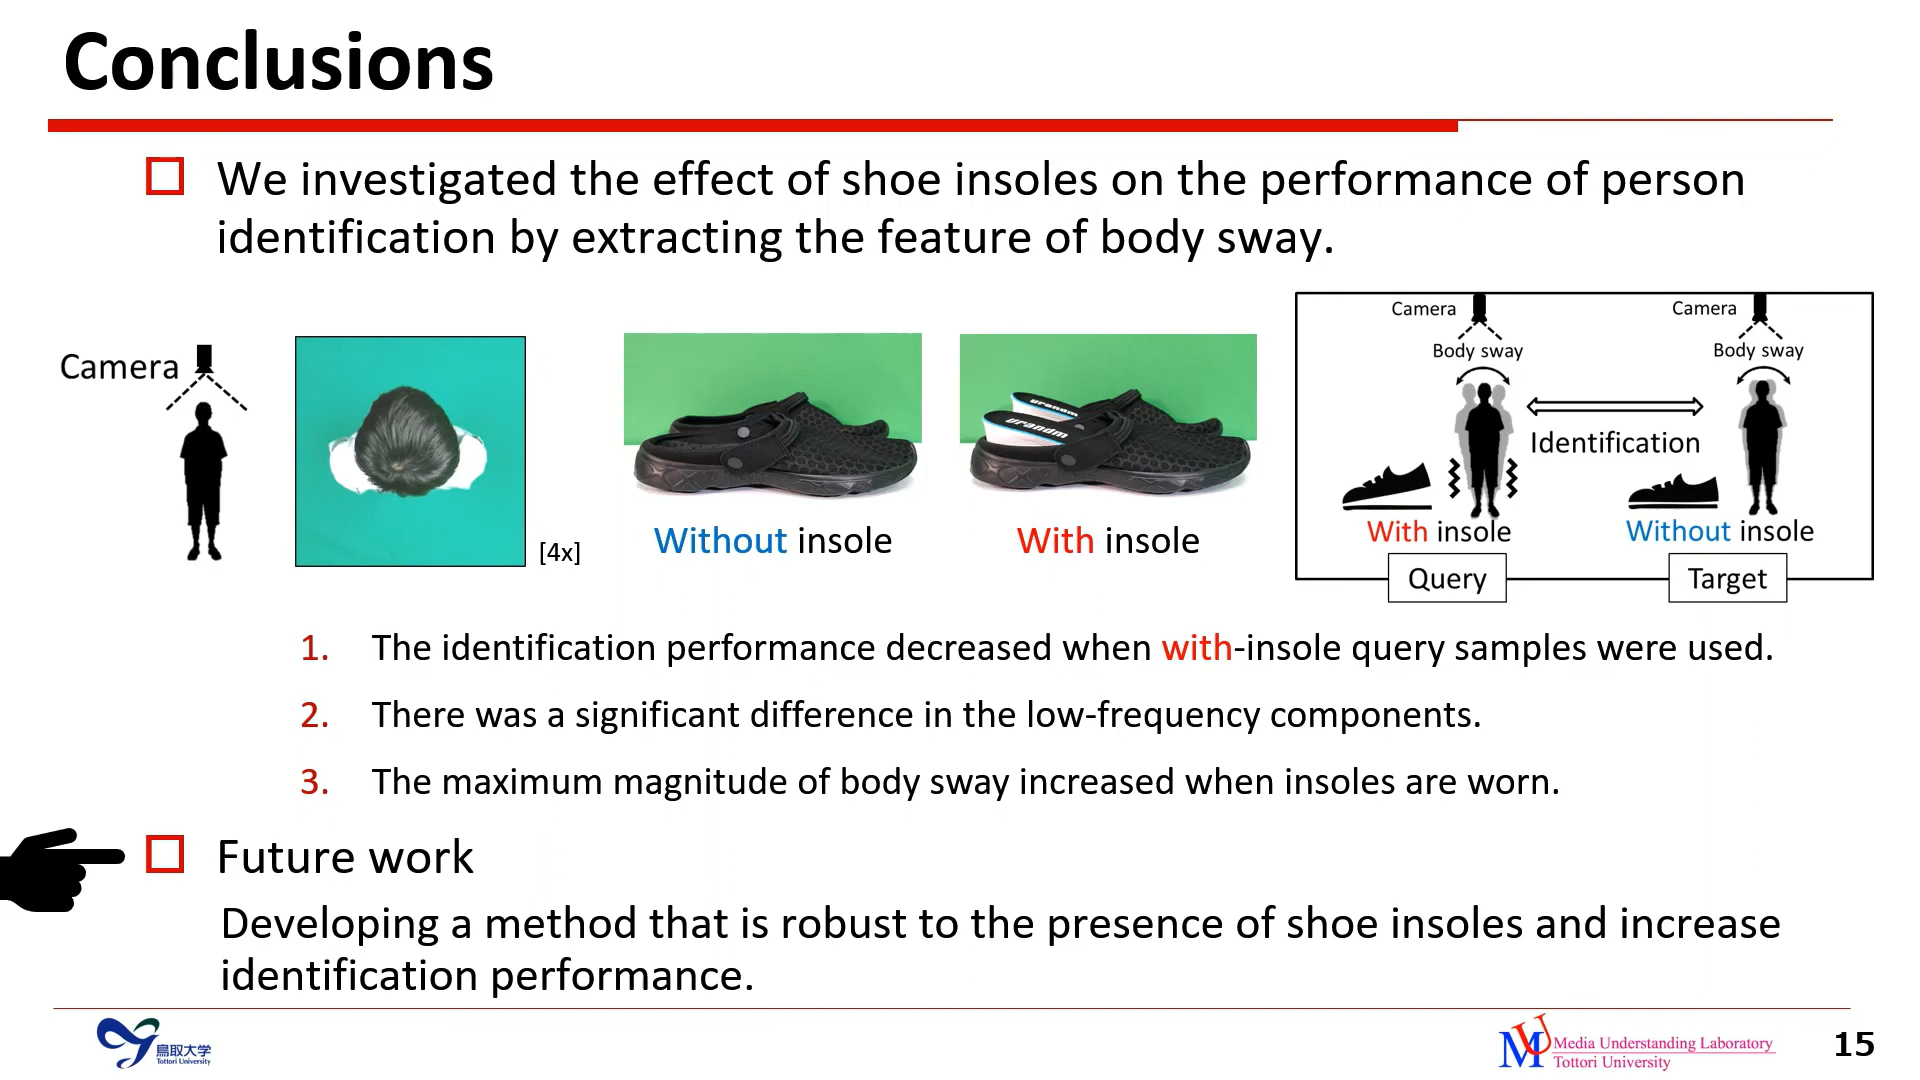 Conclusions
We investigated the effect of shoe insoles on the performance of person
identification by extracting the feature of body sway.
Camera
[4x]
Without insole
urandm
urandm
With insole
Camera
Body sway
Camera
Body sway
Identification
With insole
Without insole
Query
Target
1. The identification performance decreased when with-insole query samples were used.
2. There was a significant difference in the low-frequency components.
3. The maximum magnitude of body sway increased when insoles are worn.
Future work
Developing a method that is robust to the presence of shoe insoles and increase
identification performance.
鳥取大学
Tottori University
MU
Media Understanding Laboratory
Tottori University
15